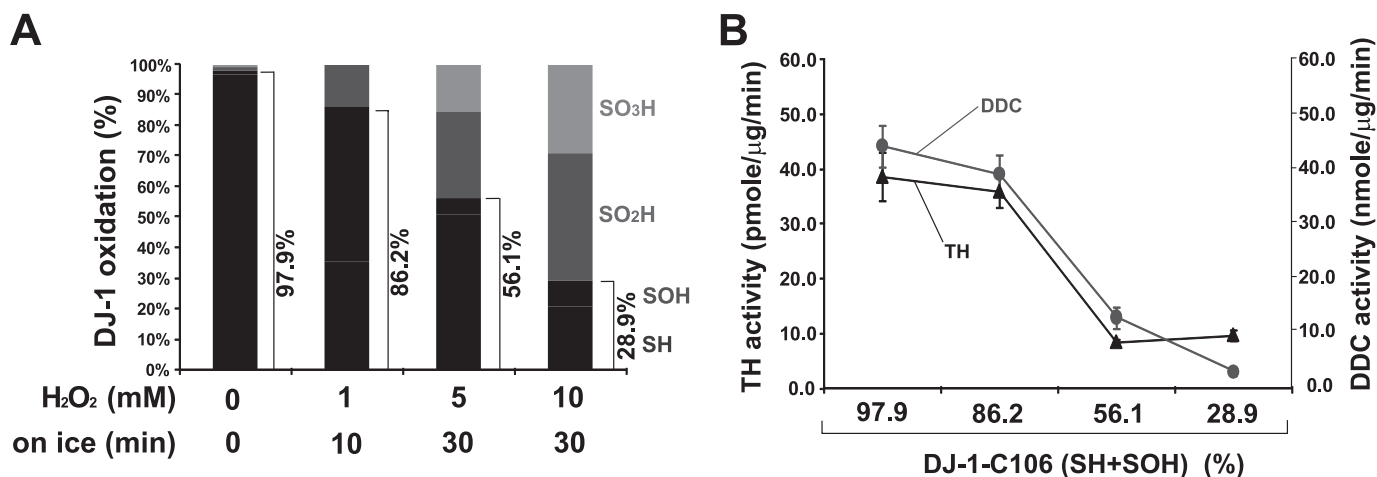 A
DJ-1 oxidation (%)
100%
90%
80%
70%
60%
50%
40%
30%
20%
10%
0%
97.9%
86.2%
56.1%
28.9%
SO3H
SO2H
SOH
SH
H2O2 (mM) 0 1 5 10
on ice (min) 0 10 30 30
B
TH activity (pmole/μg/min)
60.0
50.0
40.0
30.0
20.0
10.0
0.0
DDC
TH
60.0
50.0
40.0
30.0
20.0
10.0
0.0
DDC activity (nmole/μg/min)
97.9 86.2 56.1 28.9
DJ-1-C106 (SH+SOH) (%)